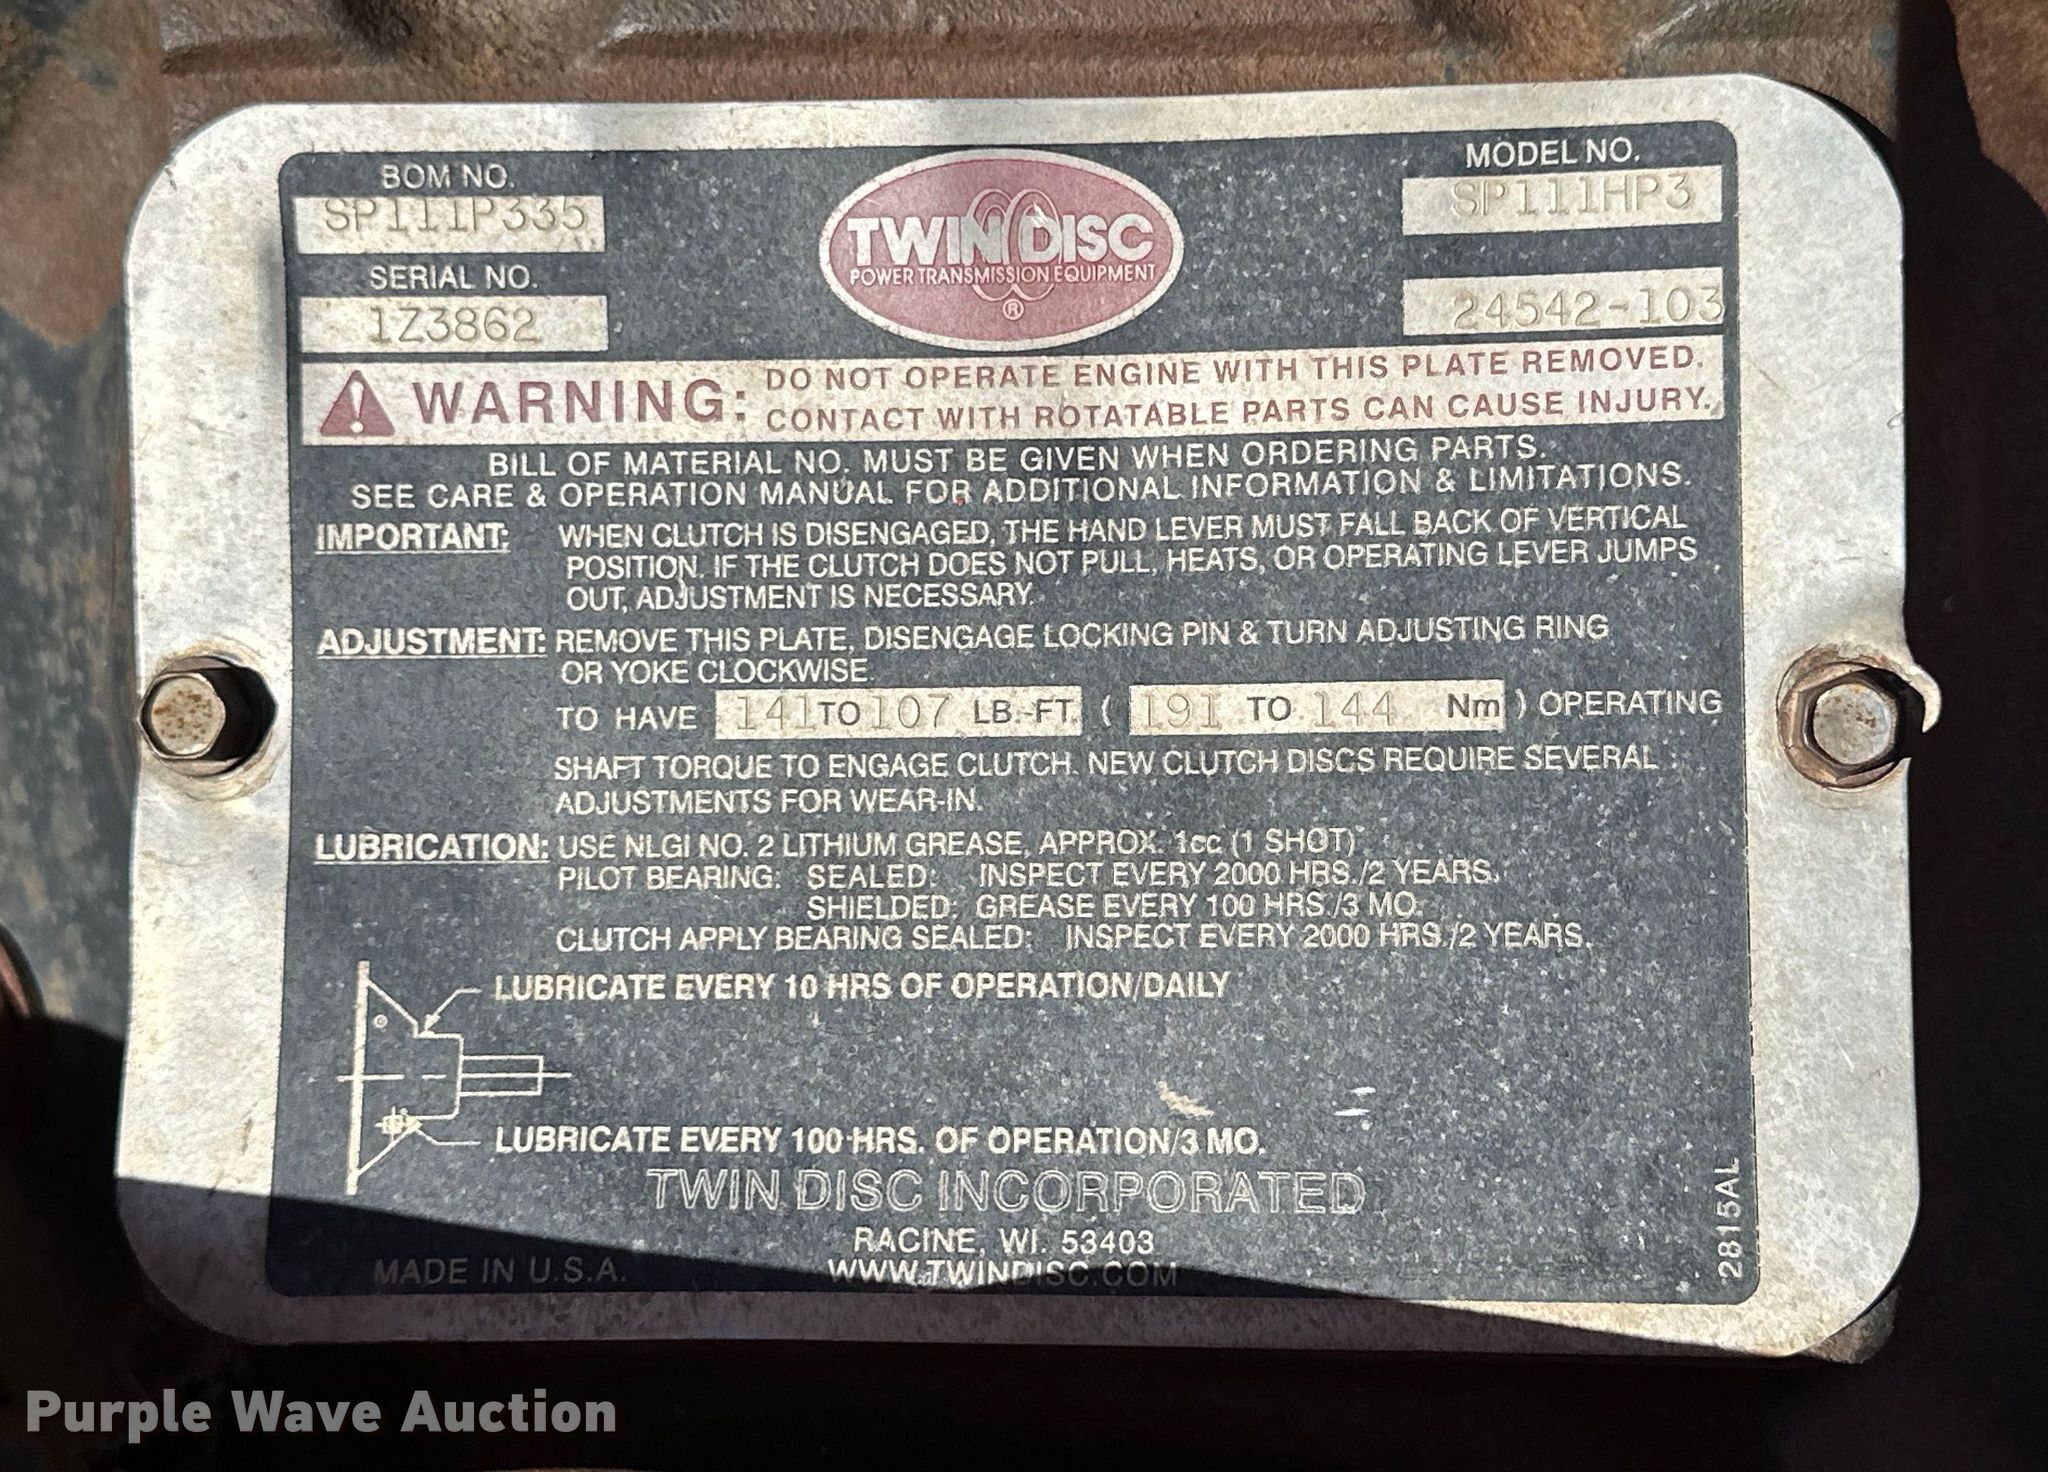 BOM NO.
SP111P335
SERIAL NO.
1Z3862
TWIN DISC
POWER TRANSMISSION EQUIPMENT
®
MODEL NO.
SP111HP3
24542-103
WARNING: DO NOT OPERATE ENGINE WITH THIS PLATE REMOVED.
CONTACT WITH ROTATABLE PARTS CAN CAUSE INJURY.
BILL OF MATERIAL NO. MUST BE GIVEN WHEN ORDERING PARTS.
SEE CARE & OPERATION MANUAL FOR ADDITIONAL INFORMATION & LIMITATIONS.
IMPORTANT: WHEN CLUTCH IS DISENGAGED, THE HAND LEVER MUST FALL BACK OF VERTICAL
POSITION. IF THE CLUTCH DOES NOT PULL, HEATS, OR OPERATING LEVER JUMPS
OUT, ADJUSTMENT IS NECESSARY.
ADJUSTMENT: REMOVE THIS PLATE, DISENGAGE LOCKING PIN & TURN ADJUSTING RING
OR YOKE CLOCKWISE.
TO HAVE 141 TO 107 LB.-FT. ( 191 TO 144 Nm ) OPERATING
SHAFT TORQUE TO ENGAGE CLUTCH. NEW CLUTCH DISCS REQUIRE SEVERAL
ADJUSTMENTS FOR WEAR-IN.
LUBRICATION: USE NLGI NO. 2 LITHIUM GREASE, APPROX. 1cc (1 SHOT)
PILOT BEARING: SEALED: INSPECT EVERY 2000 HRS./2 YEARS.
SHIELDED: GREASE EVERY 100 HRS./3 MO.
CLUTCH APPLY BEARING SEALED: INSPECT EVERY 2000 HRS./2 YEARS.
LUBRICATE EVERY 10 HRS OF OPERATION/DAILY
LUBRICATE EVERY 100 HRS. OF OPERATION/3 MO.
TWIN DISC INCORPORATED
RACINE, WI. 53403
MADE IN U.S.A.
WWW.TWINDISC.COM
2815AL
Purple Wave Auction